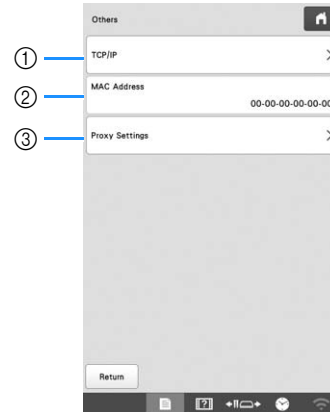 Others
① TCP/IP
② MAC Address
00-00-00-00-00-00
③ Proxy Settings
Return